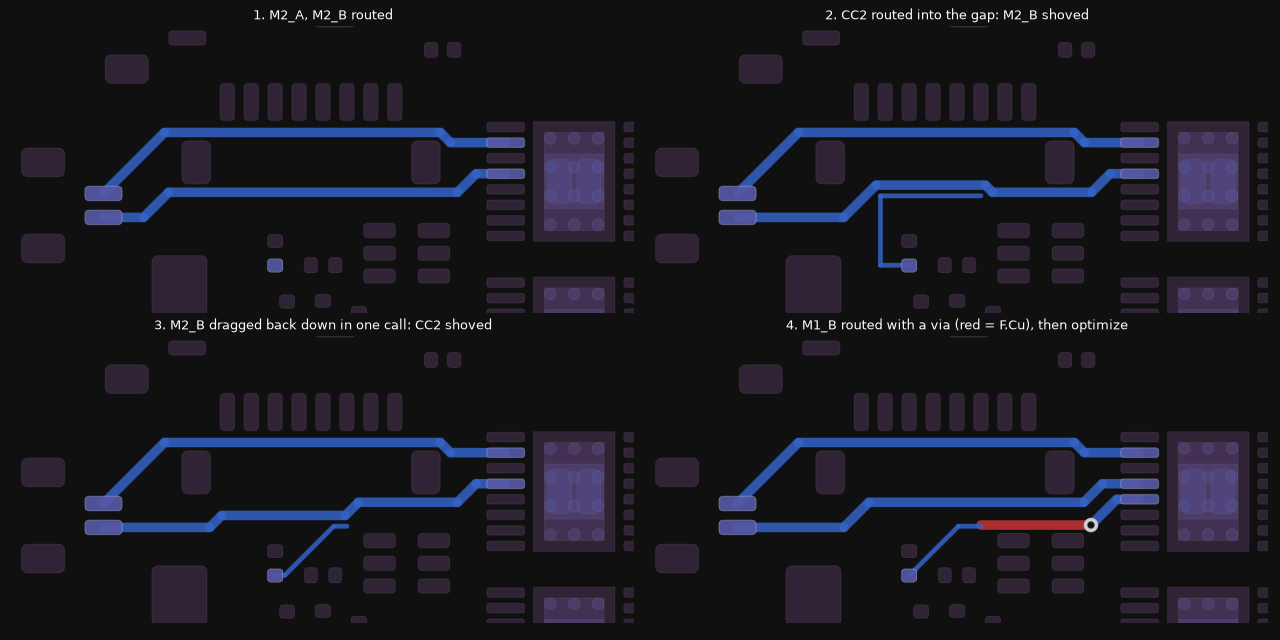 1. M2_A, M2_B routed
2. CC2 routed into the gap: M2_B shoved
3. M2_B dragged back down in one call: CC2 shoved
4. M1_B routed with a via (red = F.Cu), then optimize